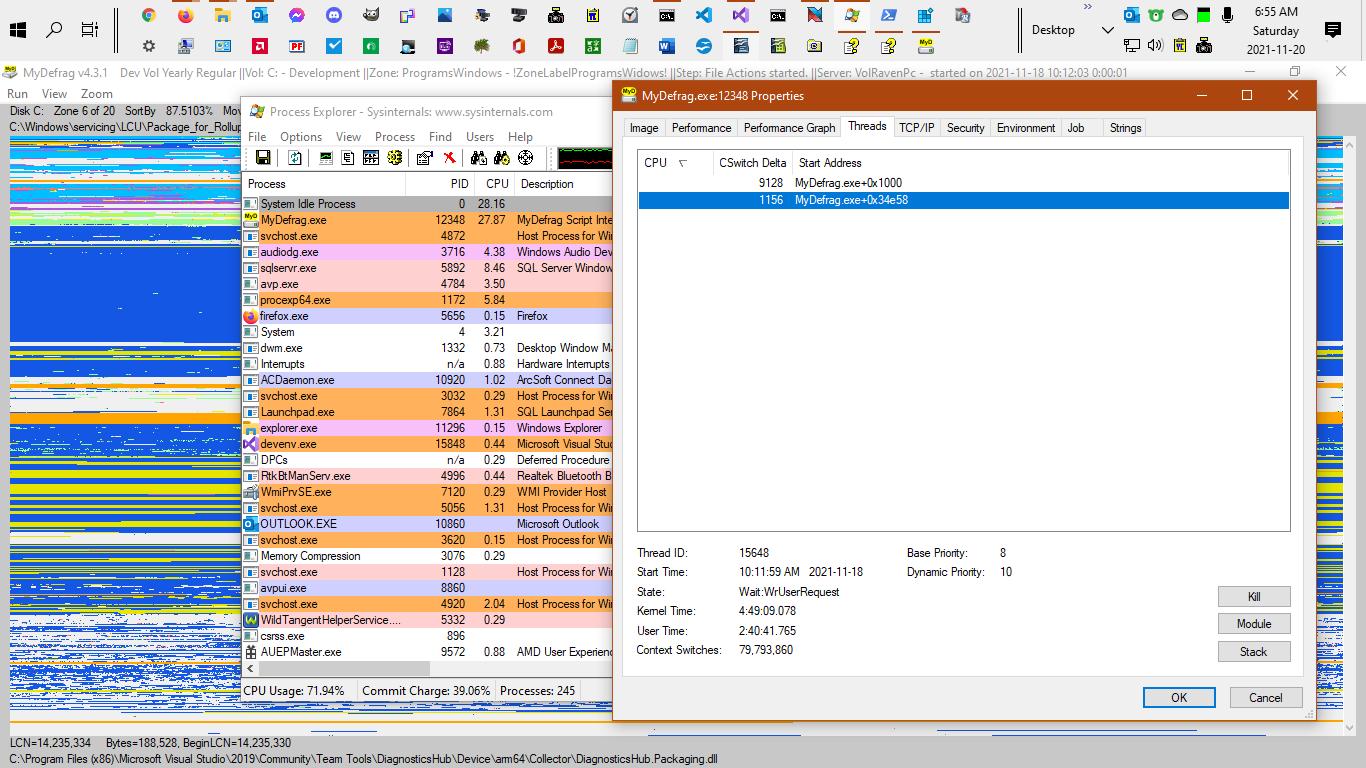 Desktop
»
6:55 AM
Saturday
2021-11-20
MyDefrag v4.3.1 Dev Vol Yearly Regular ||Vol: C: - Development ||Zone: ProgramsWindows - !ZoneLabelProgramsWidows! ||Step: File Actions started. ||Server: VolRavenPc - started on 2021-11-18 10:12:03 0:00:01
Run View Zoom
Disk C: Zone 6 of 20 SortBy 87.5103%
C:\Windows\servicing\LCU\Package_for_Rollup
Process Explorer - Sysinternals: www.sysinternals.com
File Options View Process Find Users Help
Process PID CPU Description
System Idle Process 0 28.16
MyDefrag.exe 12348 27.87 MyDefrag Script Inte
svchost.exe 4872 Host Process for Wi
audiodg.exe 3716 4.38 Windows Audio Dev
sqlservr.exe 5892 8.46 SQL Server Window
avp.exe 4784 3.50
procexp64.exe 1172 5.84
firefox.exe 5656 0.15 Firefox
System 4 3.21
dwm.exe 1332 0.73 Desktop Window Ma
Interrupts n/a 0.88 Hardware Interrupts
ACDaemon.exe 10920 1.02 ArcSoft Connect Da
svchost.exe 3032 0.29 Host Process for Wi
Launchpad.exe 7864 1.31 SQL Launchpad Ser
explorer.exe 11296 0.15 Windows Explorer
devenv.exe 15848 0.44 Microsoft Visual Stud
DPCs n/a 0.29 Deferred Procedure
RtkBtManServ.exe 4996 0.44 Realtek Bluetooth B
WmiPrvSE.exe 7120 0.29 WMI Provider Host
svchost.exe 5056 1.31 Host Process for Wi
OUTLOOK.EXE 10860 Microsoft Outlook
svchost.exe 3620 0.15 Host Process for Wi
Memory Compression 3076 0.29
svchost.exe 1128 Host Process for Wi
avpui.exe 8860
svchost.exe 4920 2.04 Host Process for Wi
WildTangentHelperService.... 5332 0.29
csrss.exe 896
AUEPMaster.exe 9572 0.88 AMD User Experienc
CPU Usage: 71.94% Commit Charge: 39.06% Processes: 245
MyDefrag.exe:12348 Properties
Image Performance Performance Graph Threads TCP/IP Security Environment Job Strings
CPU CSwitch Delta Start Address
9128 MyDefrag.exe+0x1000
1156 MyDefrag.exe+0x34e58
Thread ID: 15648 Base Priority: 8
Start Time: 10:11:59 AM 2021-11-18 Dynamic Priority: 10
State: Wait:WrUserRequest
Kernel Time: 4:49:09.078
User Time: 2:40:41.765
Context Switches: 79,793,860
Kill
Module
Stack
OK Cancel
LCN=14,235,334 Bytes=188,528, BeginLCN=14,235,330
C:\Program Files (x86)\Microsoft Visual Studio\2019\Community\Team Tools\DiagnosticsHub\Device\arm64\Collector\DiagnosticsHub.Packaging.dll